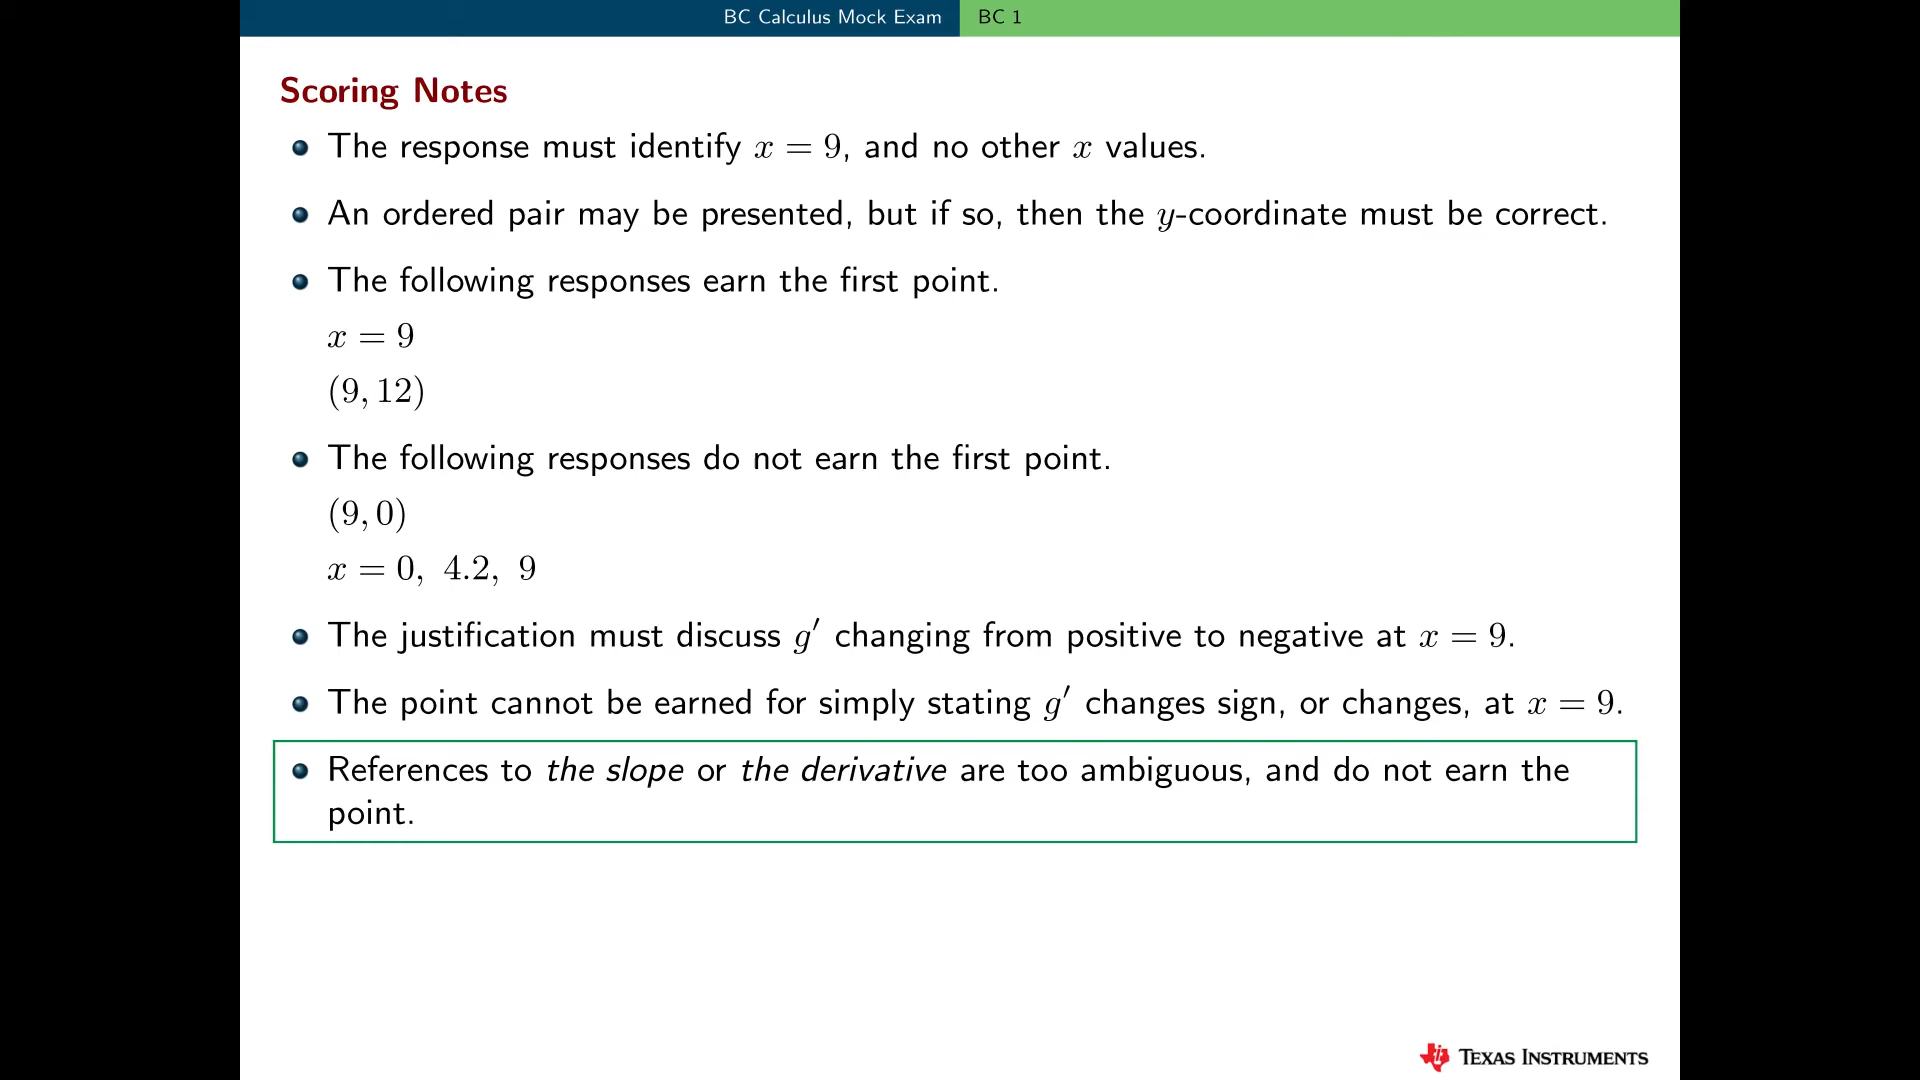 BC Calculus Mock Exam BC 1
Scoring Notes
The response must identify x = 9, and no other x values.
An ordered pair may be presented, but if so, then the y-coordinate must be correct.
The following responses earn the first point.
x = 9
(9, 12)
The following responses do not earn the first point.
(9, 0)
x = 0, 4.2, 9
The justification must discuss g′ changing from positive to negative at x = 9.
The point cannot be earned for simply stating g′ changes sign, or changes, at x = 9.
References to the slope or the derivative are too ambiguous, and do not earn the
point.
TEXAS INSTRUMENTS